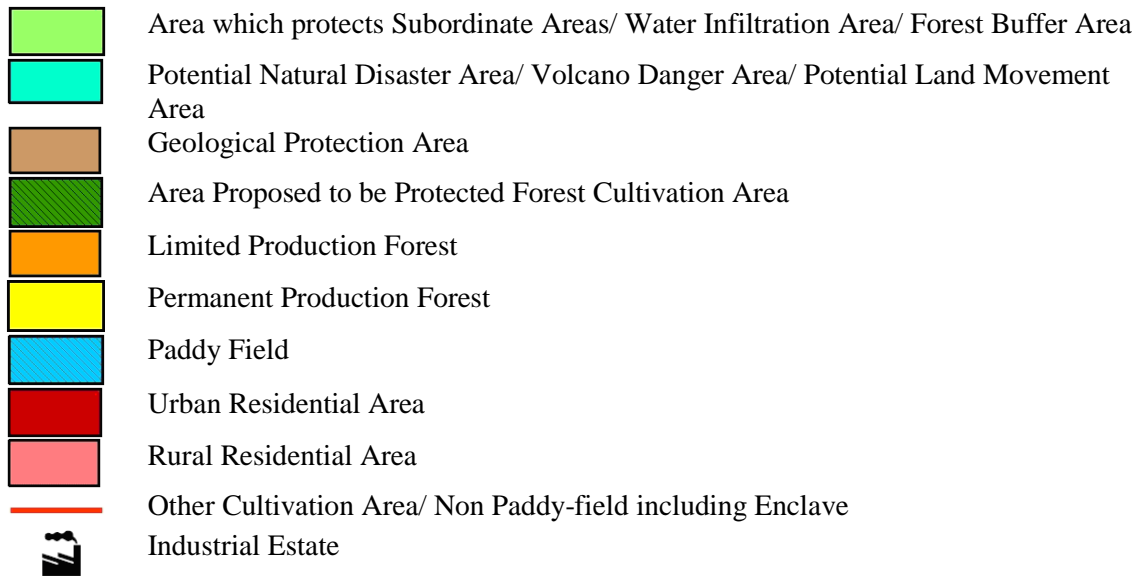 Area which protects Subordinate Areas/ Water Infiltration Area/ Forest Buffer Area
Potential Natural Disaster Area/ Volcano Danger Area/ Potential Land Movement
Area
Geological Protection Area
Area Proposed to be Protected Forest Cultivation Area
Limited Production Forest
Permanent Production Forest
Paddy Field
Urban Residential Area
Rural Residential Area
Other Cultivation Area/ Non Paddy-field including Enclave
Industrial Estate